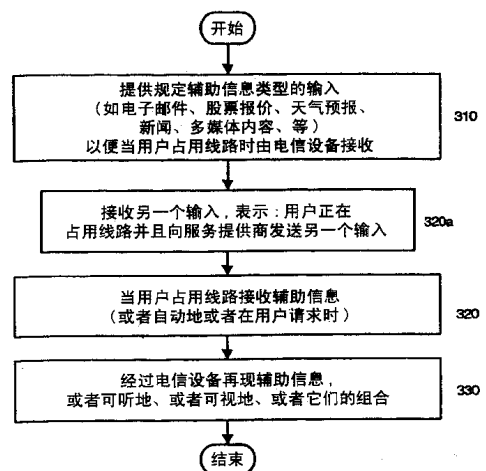 开始
提供规定辅助信息类型的输入
（如电子邮件、股票报价、天气预报、
新闻、多媒体内容、等）
以便当用户占用线路时由电信设备接收
310
接收另一个输入，表示：用户正在
占用线路并且向服务提供商发送另一个输入
320a
当用户占用线路接收辅助信息
（或者自动地或者在用户请求时）
320
经过电信设备再现辅助信息，
或者可听地、或者可视地、或者它们的组合
330
结束